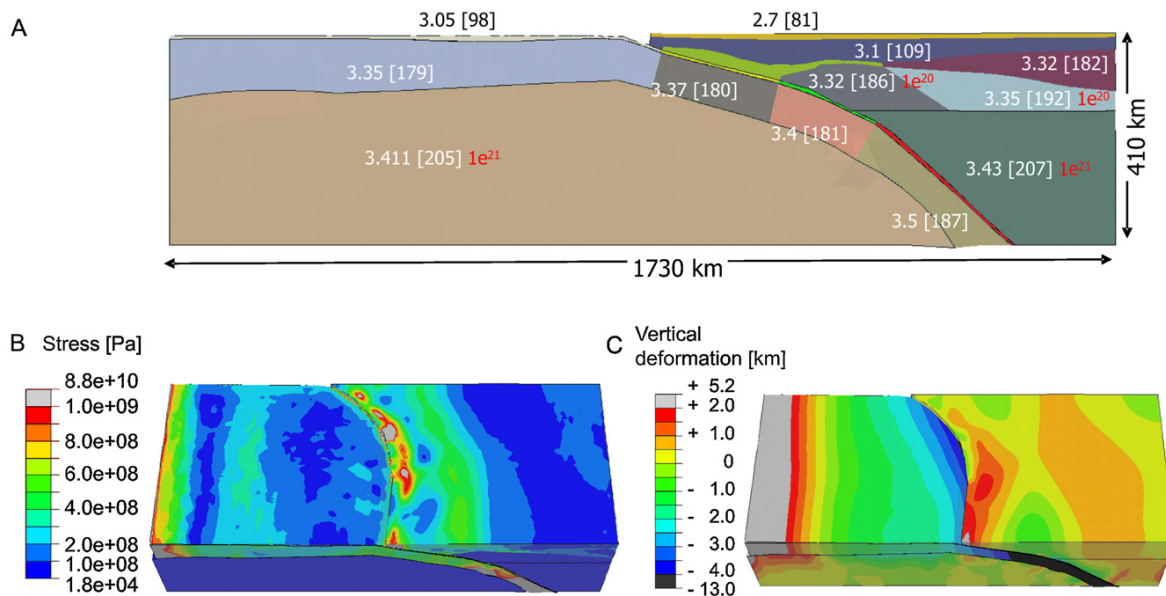 A
3.05 [98]
2.7 [81]
3.1 [109]
3.32 [182]
3.35 [179]
3.32 [186] 1e²⁰
3.37 [180]
3.35 [192] 1e²⁰
3.4 [181]
3.411 [205] 1e²¹
3.43 [207] 1e²¹
3.5 [187]
410 km
1730 km
B Stress [Pa]
8.8e+10
1.0e+09
8.0e+08
6.0e+08
4.0e+08
2.0e+08
1.0e+08
1.8e+04
C Vertical
deformation [km]
+ 5.2
+ 2.0
+ 1.0
0
- 1.0
- 2.0
- 3.0
- 4.0
- 13.0